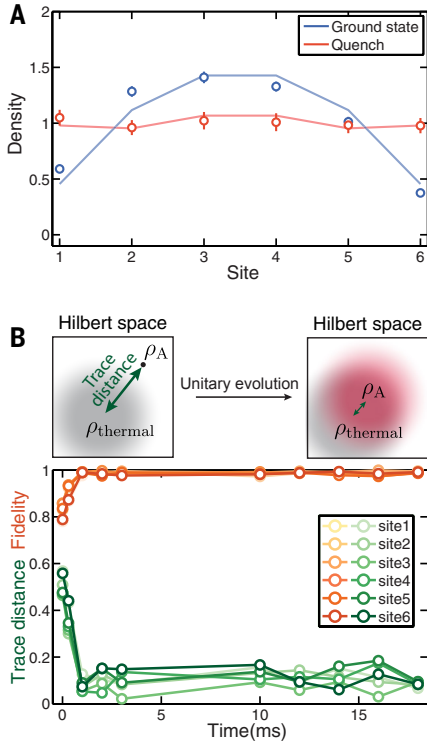 A
Density
2
1.5
1
0.5
0
Ground state
Quench
1 2 3 4 5 6
Site
B
Hilbert space
Hilbert space
ρA
Trace
distance
ρthermal
Unitary evolution
ρA
ρthermal
Trace distance Fidelity
1
0.8
0.6
0.4
0.2
0
site1
site2
site3
site4
site5
site6
0 5 10 15
Time(ms)